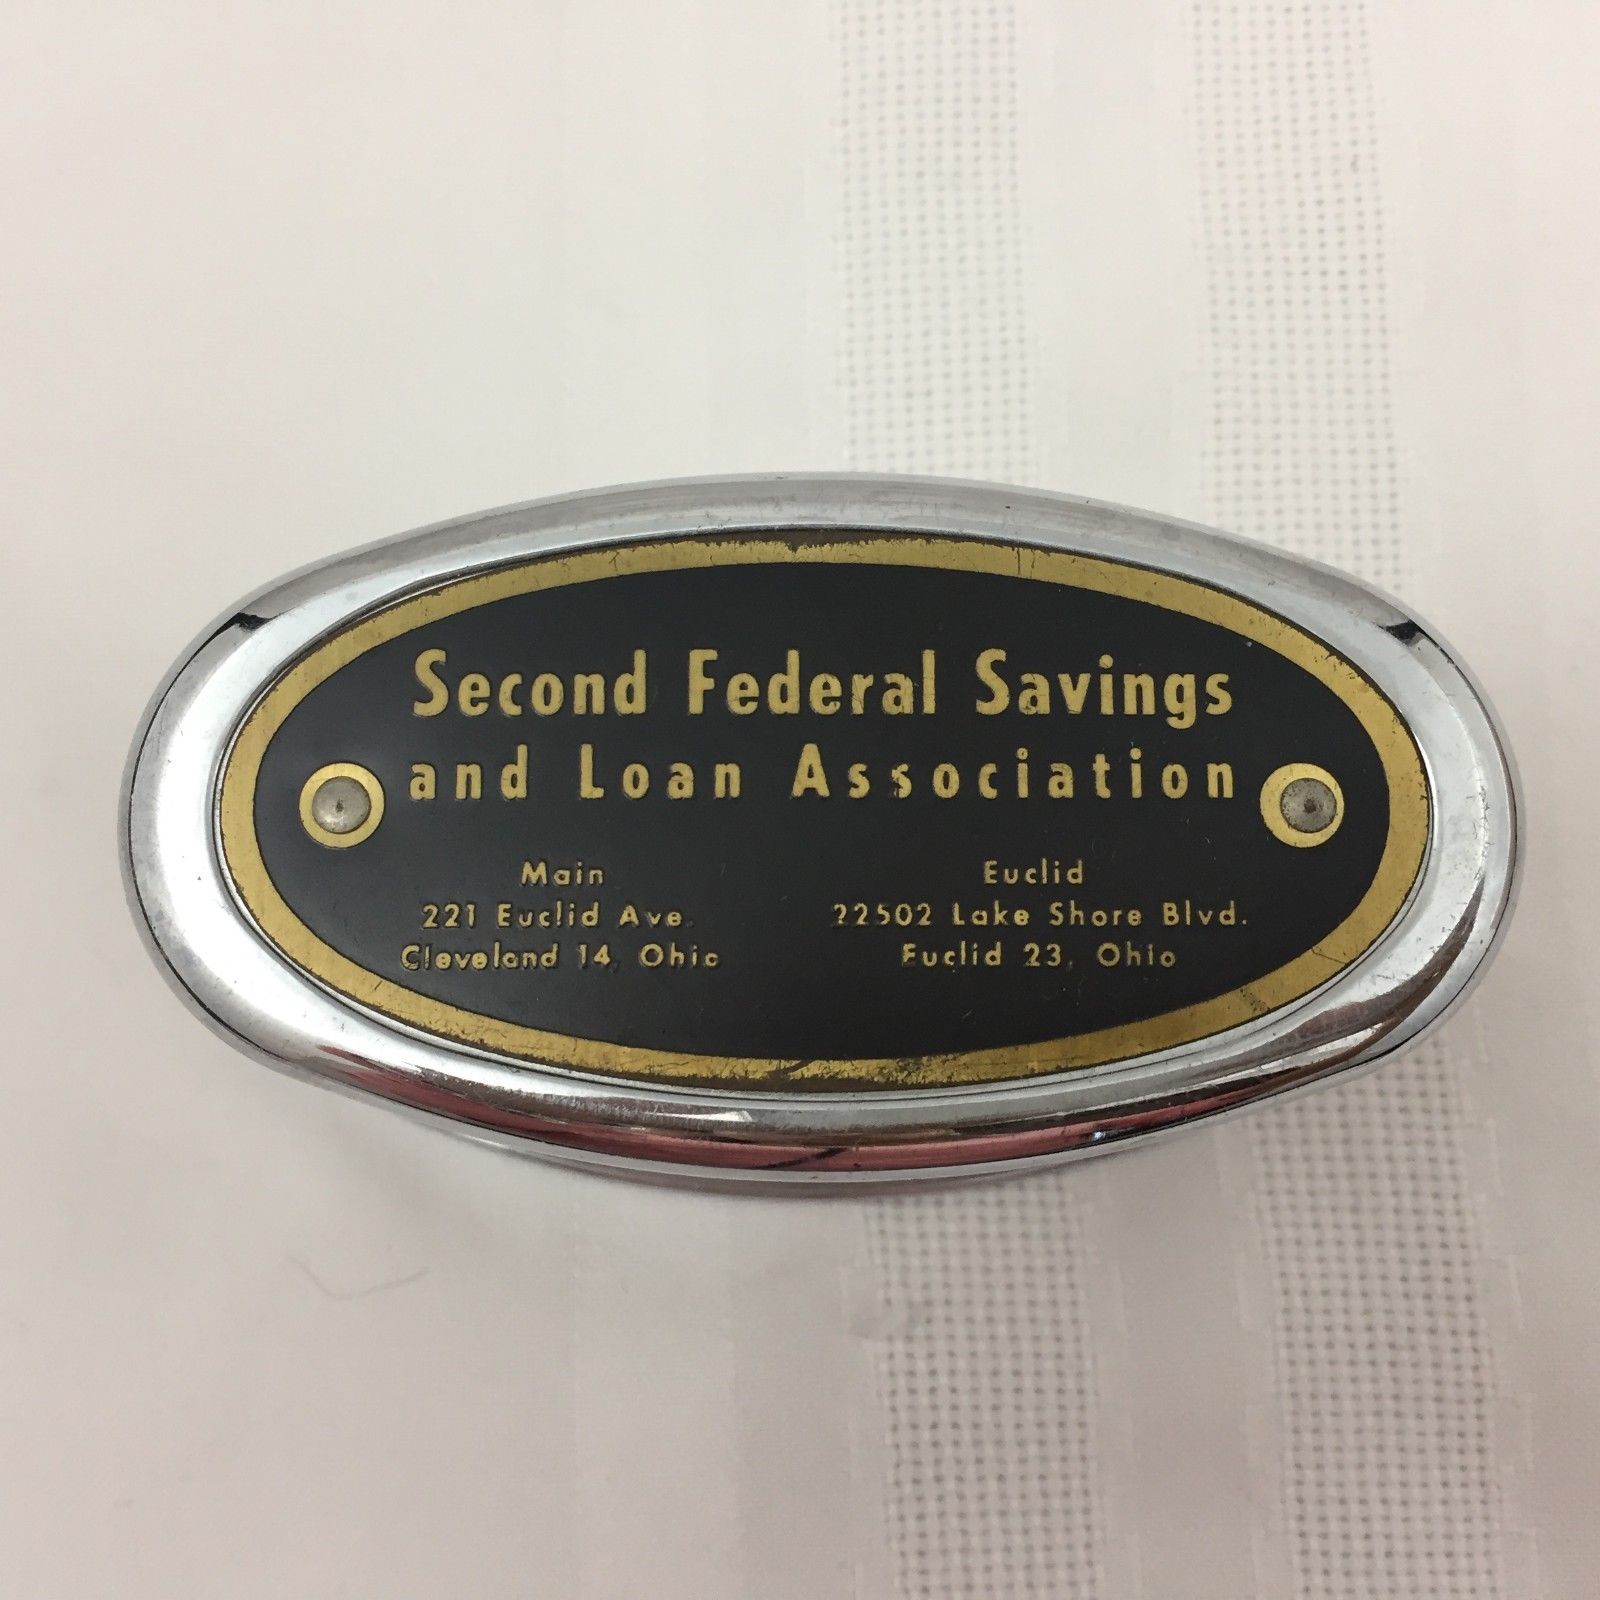 Second Federal Savings
and Loan Association
Main
221 Euclid Ave.
Cleveland 14, Ohio
Euclid
22502 Lake Shore Blvd.
Euclid 23, Ohio